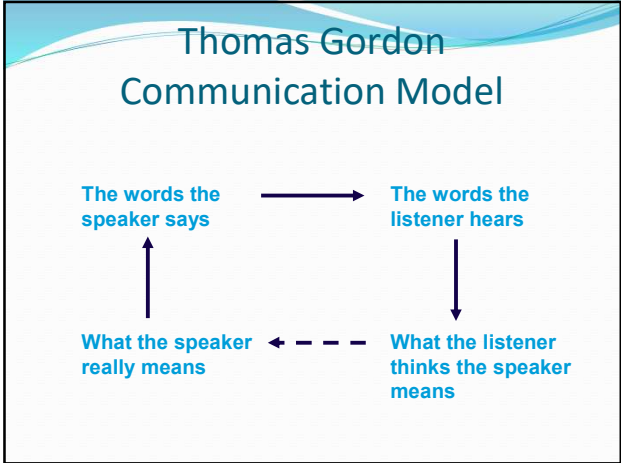 Thomas Gordon
Communication Model
The words the
speaker says
The words the
listener hears
What the speaker
really means
What the listener
thinks the speaker
means